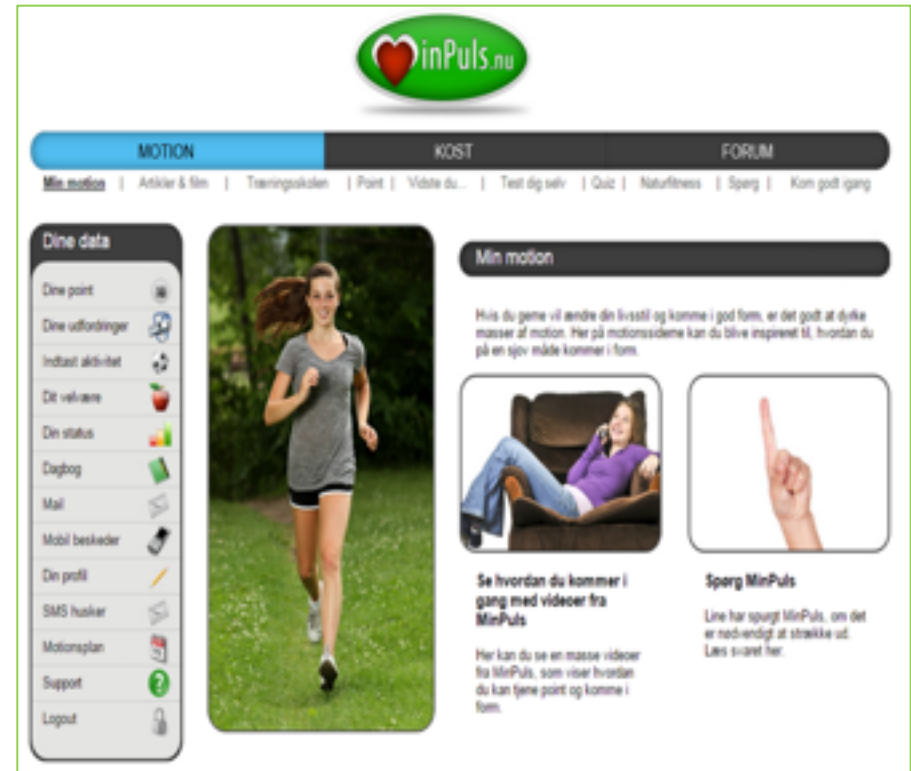 MinPuls.nu
MOTION KOST FORUM
Min motion | Artikler & film | Træningsskolen | Point | Vidste du... | Test dig selv | Quiz | Naturfitness | Spørg | Kom godt igang
Dine data
Dine point
Dine udfordringer
Indtast aktivitet
Dit velvære
Din status
Dagbog
Mail
Mobil beskeder
Din profil
SMS husker
Motionsplan
Support
Logout
Min motion
Hvis du gerne vil ændre din livsstil og komme i god form, er det godt at dyrke
masser af motion. Her på motionssiderne kan du blive inspireret til, hvordan du
på en sjov måde kommer i form.
Se hvordan du kommer i
gang med videoer fra
MinPuls
Her kan du se en masse videoer
fra MinPuls, som viser hvordan
du kan tjene point og komme i
form.
Spørg MinPuls
Line har spurgt MinPuls, om det
er nødvendigt at strække ud.
Læs svaret her.